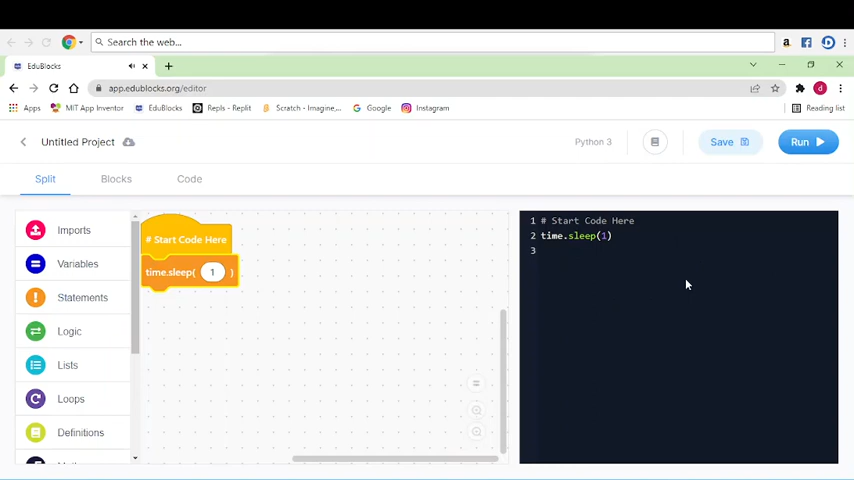 Search the web...
EduBlocks
app.edublocks.org/editor
Apps MIT App Inventor EduBlocks Repls - Replit Scratch - Imagine,... Google Instagram Reading list
Untitled Project Python 3 Save Run
Split Blocks Code
Imports
Variables
Statements
Logic
Lists
Loops
Definitions
# Start Code Here
time.sleep( 1 )
1 # Start Code Here
2 time.sleep(1)
3